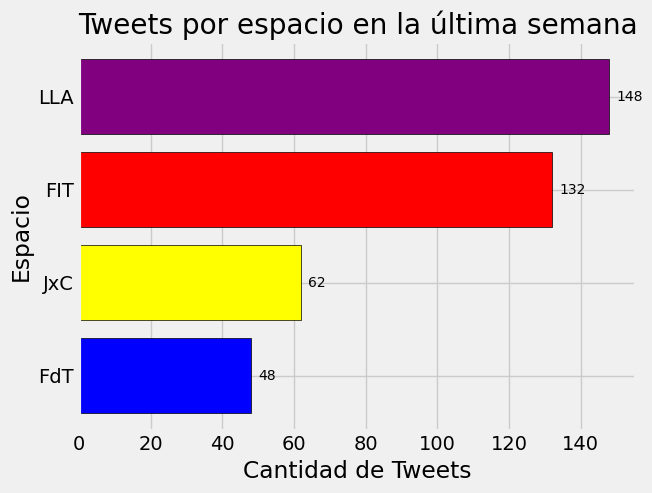 Tweets por espacio en la última semana
LLA
148
FIT
132
JxC
62
FdT
48
Espacio
0 20 40 60 80 100 120 140
Cantidad de Tweets